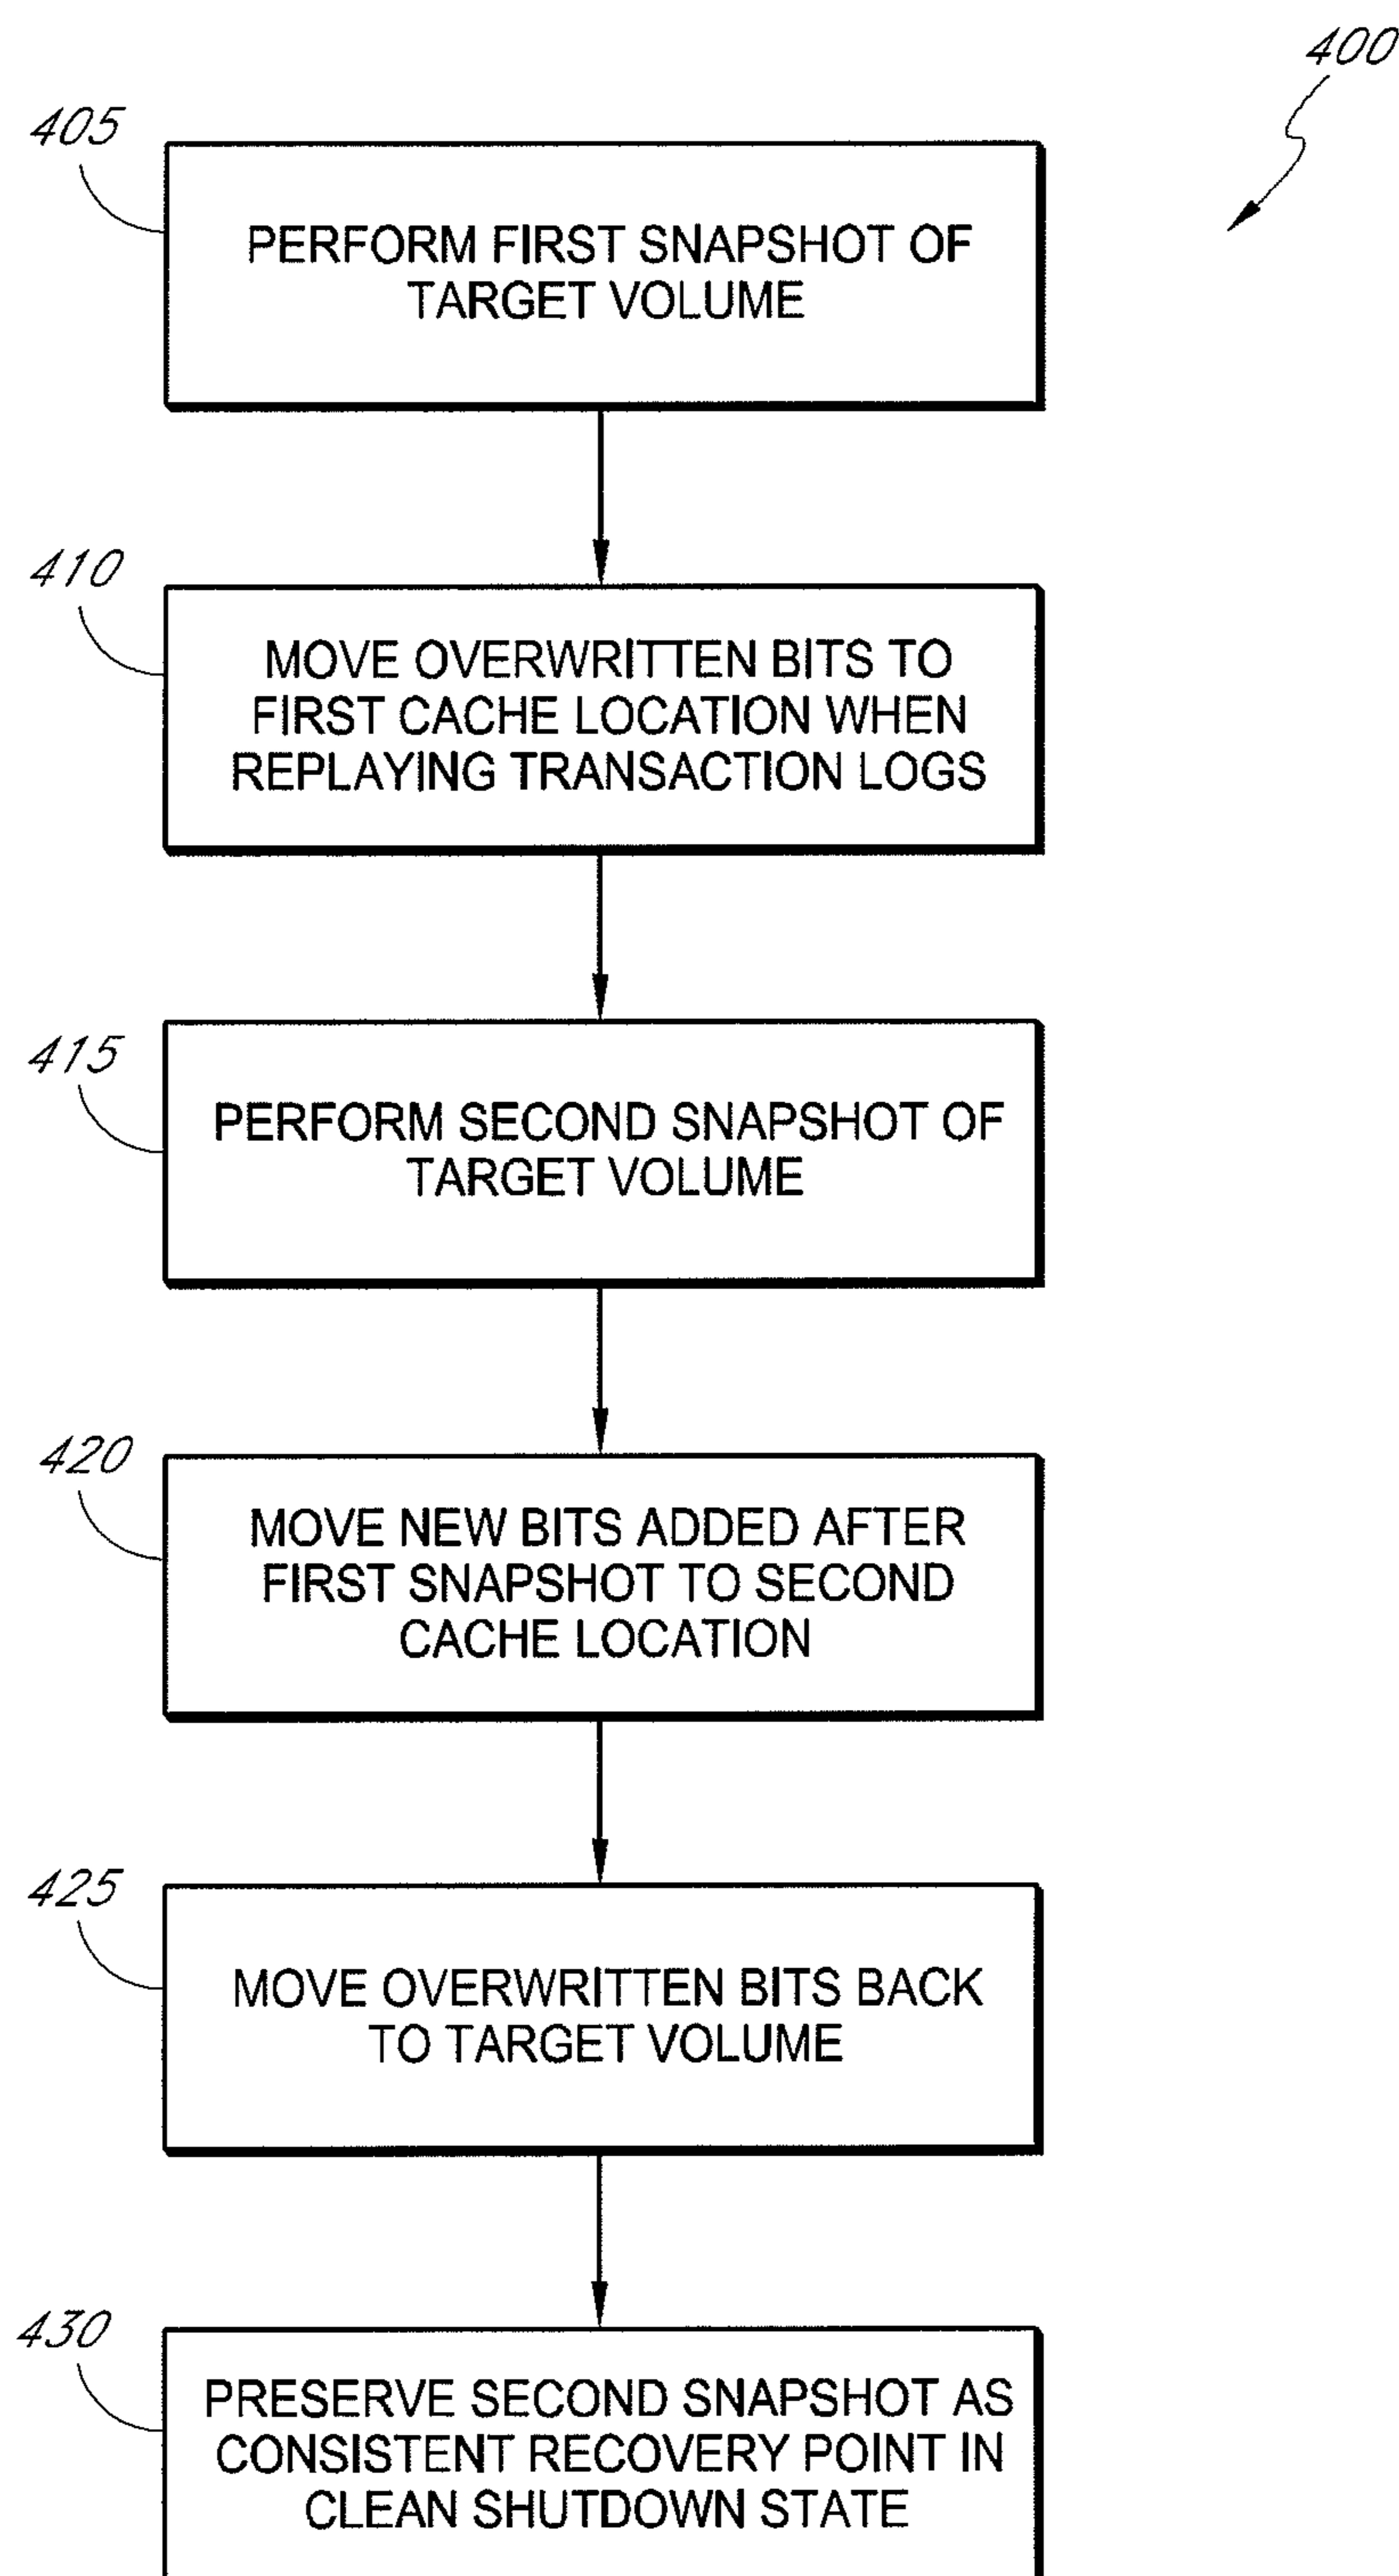 400
405
PERFORM FIRST SNAPSHOT OF
TARGET VOLUME
410
MOVE OVERWRITTEN BITS TO
FIRST CACHE LOCATION WHEN
REPLAYING TRANSACTION LOGS
415
PERFORM SECOND SNAPSHOT OF
TARGET VOLUME
420
MOVE NEW BITS ADDED AFTER
FIRST SNAPSHOT TO SECOND
CACHE LOCATION
425
MOVE OVERWRITTEN BITS BACK
TO TARGET VOLUME
430
PRESERVE SECOND SNAPSHOT AS
CONSISTENT RECOVERY POINT IN
CLEAN SHUTDOWN STATE